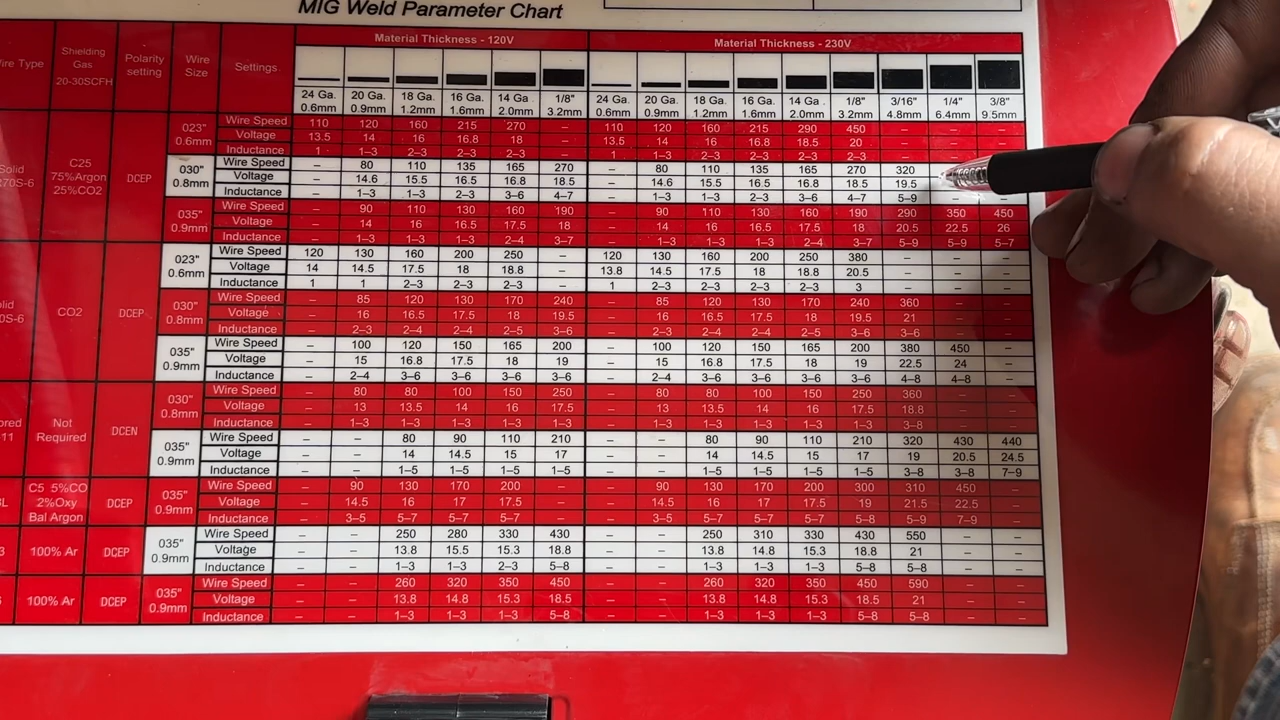 MIG Weld Parameter Chart
Material Thickness - 120V Material Thickness - 230V
Wire Type Shielding Gas 20-30SCFH Polarity setting Wire Size Settings
24 Ga. 20 Ga. 18 Ga. 16 Ga. 14 Ga. 1/8" 24 Ga. 20 Ga. 18 Ga. 16 Ga. 14 Ga. 1/8" 3/16" 1/4" 3/8"
0.6mm 0.9mm 1.2mm 1.6mm 2.0mm 3.2mm 0.6mm 0.9mm 1.2mm 1.6mm 2.0mm 3.2mm 4.8mm 6.4mm 9.5mm
Solid R70S-6 C25 75%Argon 25%CO2 DCEP
023" 0.6mm
Wire Speed 110 120 160 215 270 – 110 120 160 215 290 450 – – –
Voltage 13.5 14 16 16.8 18 – 13.5 14 16 16.8 18.5 20 – – –
Inductance 1 1–3 2–3 2–3 2–3 – 1 1–3 2–3 2–3 2–3 2–3 – – –
030" 0.8mm
Wire Speed – 80 110 135 165 270 – 80 110 135 165 270 320
Voltage – 14.6 15.5 16.5 16.8 18.5 – 14.6 15.5 16.5 16.8 18.5 19.5
Inductance – 1–3 1–3 2–3 3–6 4–7 – 1–3 1–3 2–3 3–6 4–7 5–9 – –
035" 0.9mm
Wire Speed – 90 110 130 160 190 – 90 110 130 160 190 290 350 450
Voltage – 14 16 16.5 17.5 18 – 14 16 16.5 17.5 18 20.5 22.5 26
Inductance – 1–3 1–3 1–3 2–4 3–7 – 1–3 1–3 1–3 2–4 3–7 5–9 5–9 5–7
CO2 DCEP
023" 0.6mm
Wire Speed 120 130 160 200 250 – 120 130 160 200 250 380 – – –
Voltage 14 14.5 17.5 18 18.8 – 13.8 14.5 17.5 18 18.8 20.5 – – –
Inductance 1 1 2–3 2–3 2–3 – 1 2–3 2–3 2–3 2–3 3 – – –
030" 0.8mm
Wire Speed – 85 120 130 170 240 – 85 120 130 170 240 360 – –
Voltage – 16 16.5 17.5 18 19.5 – 16 16.5 17.5 18 19.5 21 – –
Inductance – 2–3 2–4 2–4 2–5 3–6 – 2–3 2–4 2–4 2–5 3–6 3–6 – –
035" 0.9mm
Wire Speed – 100 120 150 165 200 – 100 120 150 165 200 380 450 –
Voltage – 15 16.8 17.5 18 19 – 15 16.8 17.5 18 19 22.5 24 –
Inductance – 2–4 3–6 3–6 3–6 3–6 – 2–4 3–6 3–6 3–6 3–6 4–8 4–8 –
Not Required DCEN
030" 0.8mm
Wire Speed – 80 80 100 150 250 – 80 80 100 150 250 360 – –
Voltage – 13 13.5 14 16 17.5 – 13 13.5 14 16 17.5 18.8 – –
Inductance – 1–3 1–3 1–3 1–3 1–3 – 1–3 1–3 1–3 1–3 1–3 3–8 – –
035" 0.9mm
Wire Speed – – 80 90 110 210 – – 80 90 110 210 320 430 440
Voltage – – 14 14.5 15 17 – – 14 14.5 15 17 19 20.5 24.5
Inductance – – 1–5 1–5 1–5 1–5 – – 1–5 1–5 1–5 1–5 3–8 3–8 7–9
C5 5%CO 2%Oxy Bal Argon DCEP
035" 0.9mm
Wire Speed – 90 130 170 200 – – 90 130 170 200 300 310 450 –
Voltage – 14.5 16 17 17.5 – – 14.5 16 17 17.5 19 21.5 22.5 –
Inductance – 3–5 5–7 5–7 5–7 – – 3–5 5–7 5–7 5–7 5–8 5–9 7–9 –
100% Ar DCEP
035" 0.9mm
Wire Speed – – 250 280 330 430 – – 250 310 330 430 550 – –
Voltage – – 13.8 15.5 15.3 18.8 – – 13.8 14.8 15.3 18.8 21 – –
Inductance – – 1–3 1–3 2–3 5–8 – – 1–3 1–3 1–3 5–8 5–8 – –
100% Ar DCEP
035" 0.9mm
Wire Speed – – 260 320 350 450 – – 260 320 350 450 590 – –
Voltage – – 13.8 14.8 15.3 18.5 – – 13.8 14.8 15.3 18.5 21 – –
Inductance – – 1–3 1–3 1–3 5–8 – – 1–3 1–3 1–3 5–8 5–8 – –